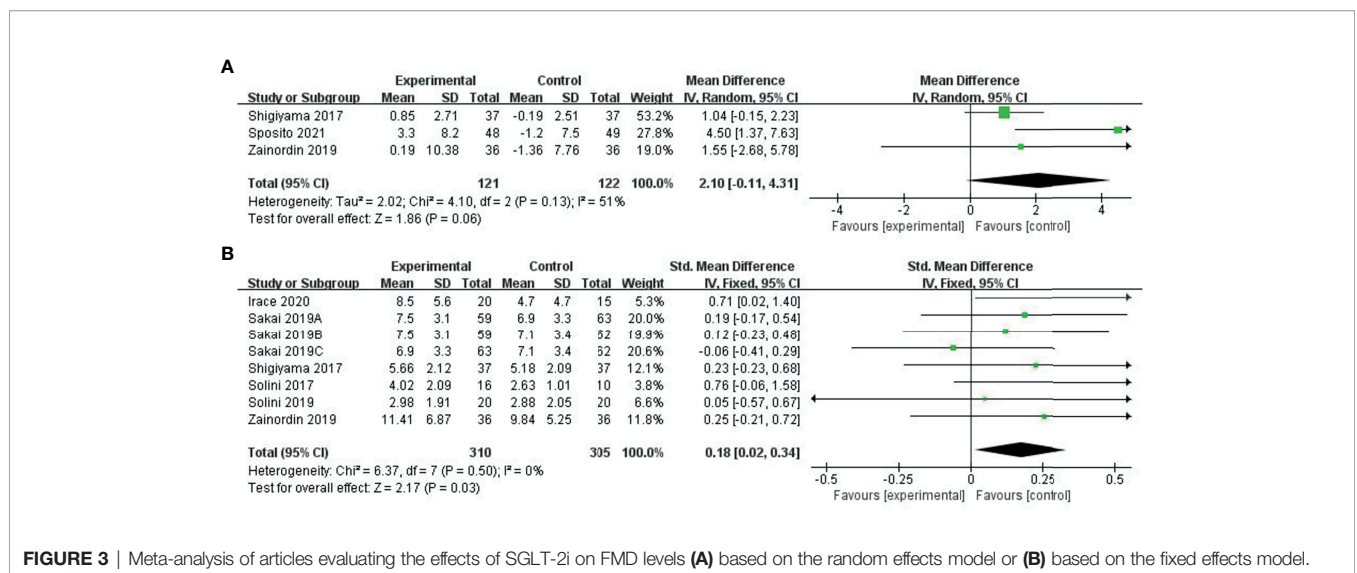 A
Experimental Control Mean Difference Mean Difference
Study or Subgroup Mean SD Total Mean SD Total Weight IV, Random, 95% CI IV, Random, 95% CI
Shigiyama 2017 0.85 2.71 37 -0.19 2.51 37 53.2% 1.04 [-0.15, 2.23]
Sposito 2021 3.3 8.2 48 -1.2 7.5 49 27.8% 4.50 [1.37, 7.63]
Zainordin 2019 0.19 10.38 36 -1.36 7.76 36 19.0% 1.55 [-2.68, 5.78]
Total (95% CI) 121 122 100.0% 2.10 [-0.11, 4.31]
Heterogeneity: Tau² = 2.02; Chi² = 4.10, df = 2 (P = 0.13); I² = 51%
Test for overall effect: Z = 1.86 (P = 0.06)
-4 -2 0 2 4
Favours [experimental] Favours [control]
B
Experimental Control Std. Mean Difference Std. Mean Difference
Study or Subgroup Mean SD Total Mean SD Total Weight IV, Fixed, 95% CI IV, Fixed, 95% CI
Irace 2020 8.5 5.6 20 4.7 4.7 15 5.3% 0.71 [0.02, 1.40]
Sakai 2019A 7.5 3.1 59 6.9 3.3 63 20.0% 0.19 [-0.17, 0.54]
Sakai 2019B 7.5 3.1 59 7.1 3.4 62 19.9% 0.12 [-0.23, 0.48]
Sakai 2019C 6.9 3.3 63 7.1 3.4 62 20.6% -0.06 [-0.41, 0.29]
Shigiyama 2017 5.66 2.12 37 5.18 2.09 37 12.1% 0.23 [-0.23, 0.68]
Solini 2017 4.02 2.09 16 2.63 1.01 10 3.8% 0.76 [-0.06, 1.58]
Solini 2019 2.98 1.91 20 2.88 2.05 20 6.6% 0.05 [-0.57, 0.67]
Zainordin 2019 11.41 6.87 36 9.84 5.25 36 11.8% 0.25 [-0.21, 0.72]
Total (95% CI) 310 305 100.0% 0.18 [0.02, 0.34]
Heterogeneity: Chi² = 6.37, df = 7 (P = 0.50); I² = 0%
Test for overall effect: Z = 2.17 (P = 0.03)
-0.5 -0.25 0 0.25 0.5
Favours [experimental] Favours [control]
FIGURE 3 | Meta-analysis of articles evaluating the effects of SGLT-2i on FMD levels (A) based on the random effects model or (B) based on the fixed effects model.